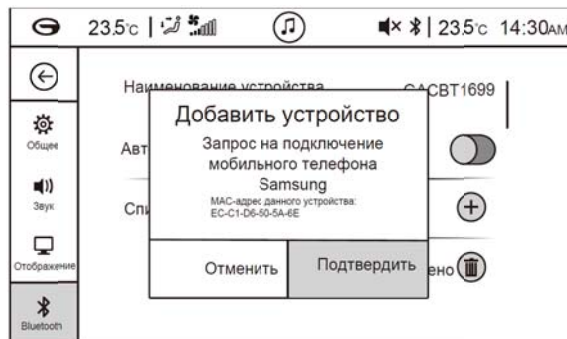 23.5°C
23.5°C 14:30AM
Общее
Звук
Отображение
Bluetooth
Наименование устройства GACBT1699
Авт
Спи
ено
Добавить устройство
Запрос на подключение
мобильного телефона
Samsung
MAC-адрес данного устройства:
EC-C1-D6-50-5A-6E
Отменить
Подтвердить